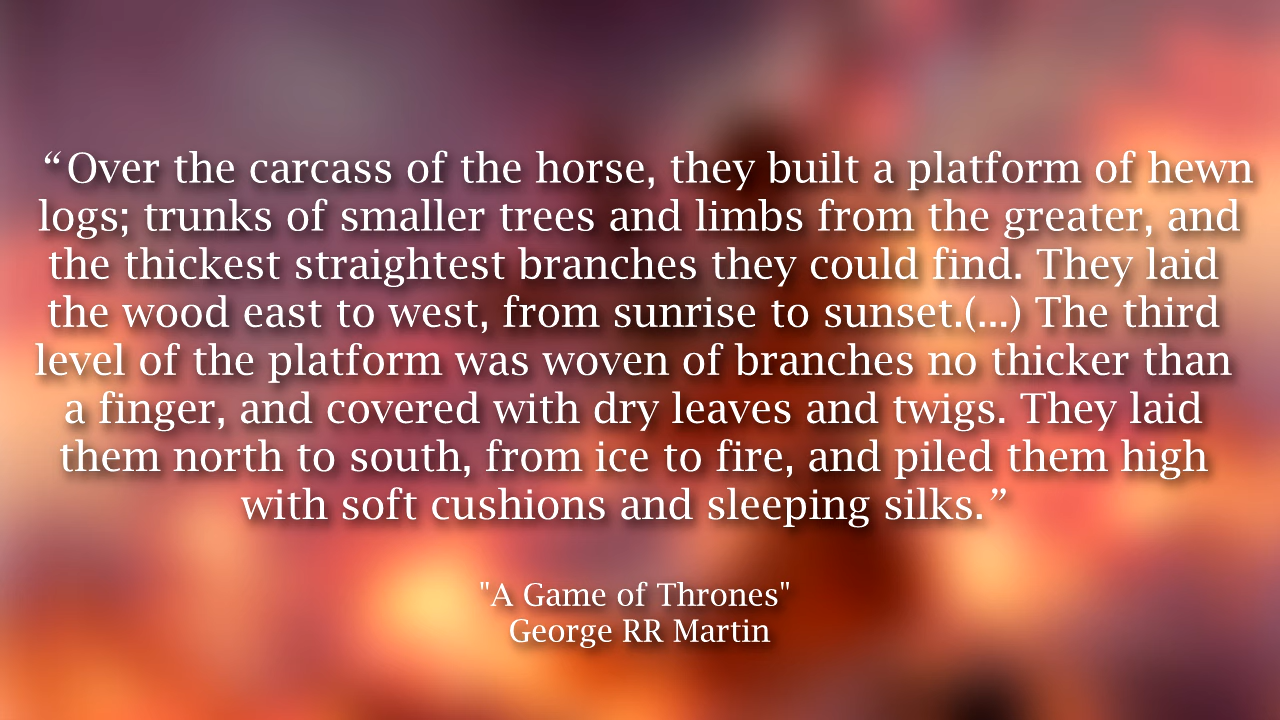 “Over the carcass of the horse, they built a platform of hewn
logs; trunks of smaller trees and limbs from the greater, and
the thickest straightest branches they could find. They laid
the wood east to west, from sunrise to sunset.(...) The third
level of the platform was woven of branches no thicker than
a finger, and covered with dry leaves and twigs. They laid
them north to south, from ice to fire, and piled them high
with soft cushions and sleeping silks.”
"A Game of Thrones"
George RR Martin